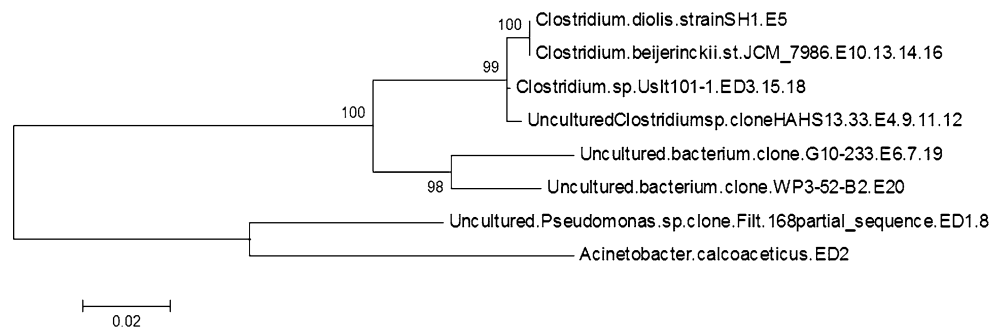 100
Clostridium.diolis.strainSH1.E5
Clostridium.beijerinckii.st.JCM_7986.E10.13.14.16
99
Clostridium.sp.Uslt101-1.ED3.15.18
100
UnculturedClostridiumsp.cloneHAHS13.33.E4.9.11.12
Uncultured.bacterium.clone.G10-233.E6.7.19
98
Uncultured.bacterium.clone.WP3-52-B2.E20
Uncultured.Pseudomonas.sp.clone.Filt.168partial_sequence.ED1.8
Acinetobacter.calcoaceticus.ED2
0.02